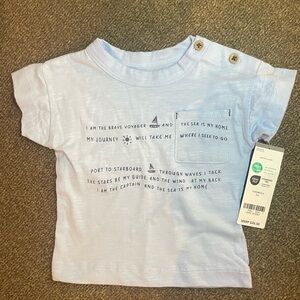 I AM THE BRAVE VOYAGER AND THE SEA IS MY HOME
MY JOURNEY WILL TAKE ME WHERE I SEEK TO GO
PORT TO STARBOARD THROUGH WAVES I TACK
THE STARS BE MY GUIDE, AND THE WIND AT MY BACK
I AM THE CAPTAIN AND THE SEA IS MY HOME